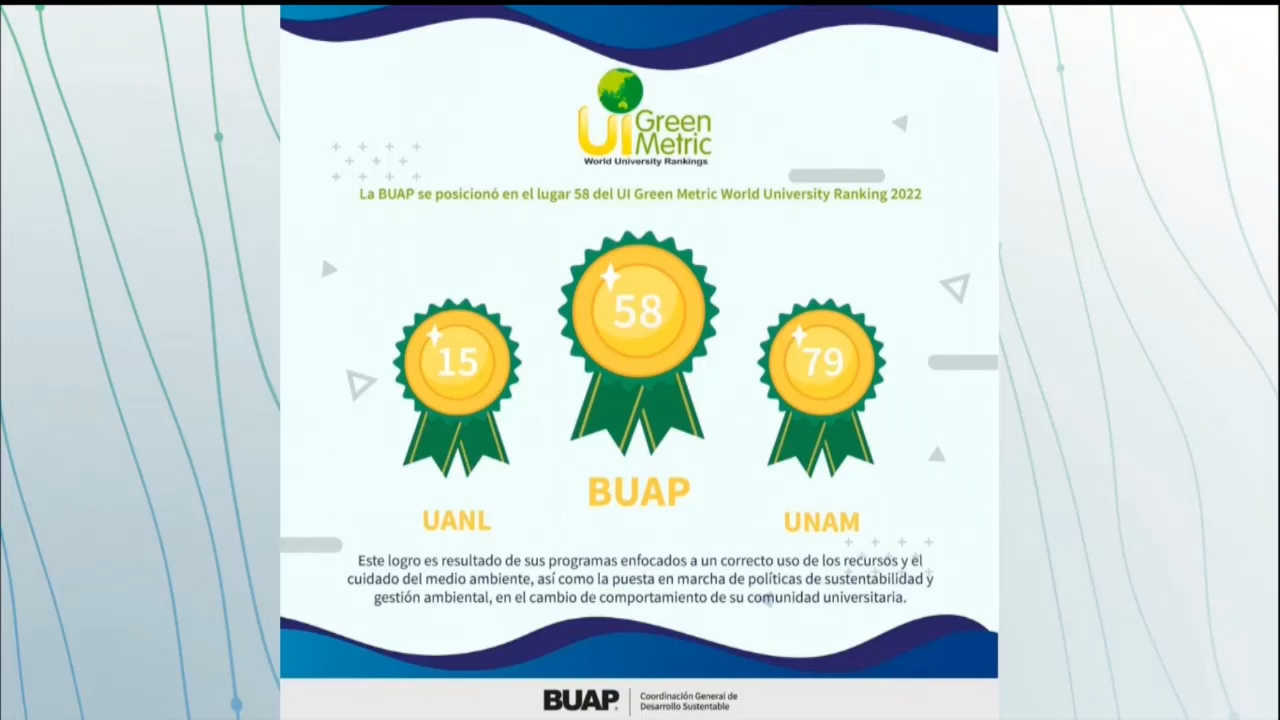 UI Green
Metric
World University Rankings
La BUAP se posicionó en el lugar 58 del UI Green Metric World University Ranking 2022
58
15
79
BUAP
UANL
UNAM
Este logro es resultado de sus programas enfocados a un correcto uso de los recursos y el
cuidado del medio ambiente, así como la puesta en marcha de políticas de sustentabilidad y
gestión ambiental, en el cambio de comportamiento de su comunidad universitaria.
BUAP
Coordinación General de
Desarrollo Sustentable